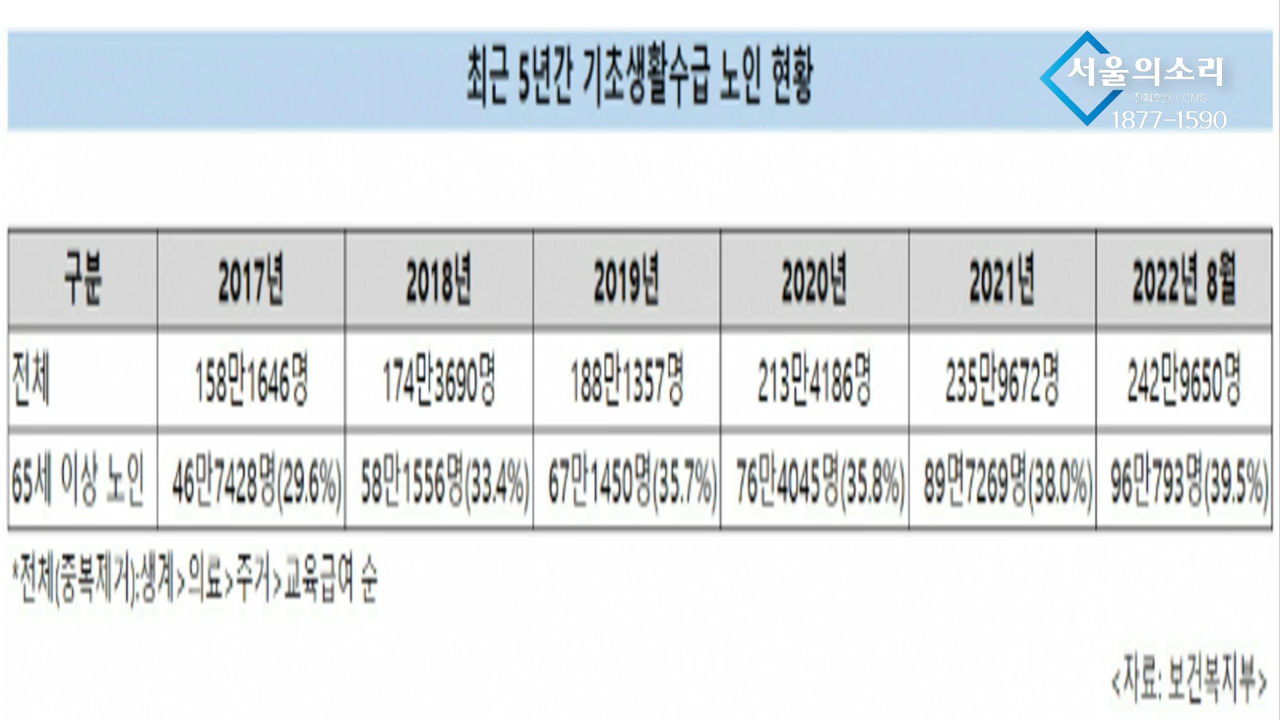 최근 5년간 기초생활수급 노인 현황
서울의소리
전화후원 / CMS
1877-1590
구분 2017년 2018년 2019년 2020년 2021년 2022년 8월
전체 158만1646명 174만3690명 188만1357명 213만4186명 235만9672명 242만9650명
65세 이상 노인 46만7428명(29.6%) 58만1556명(33.4%) 67만1450명(35.7%) 76만4045명(35.8%) 89면7269명(38.0%) 96만793명(39.5%)
*전체(중복제거):생계>의료>주거>교육급여 순
<자료: 보건복지부>